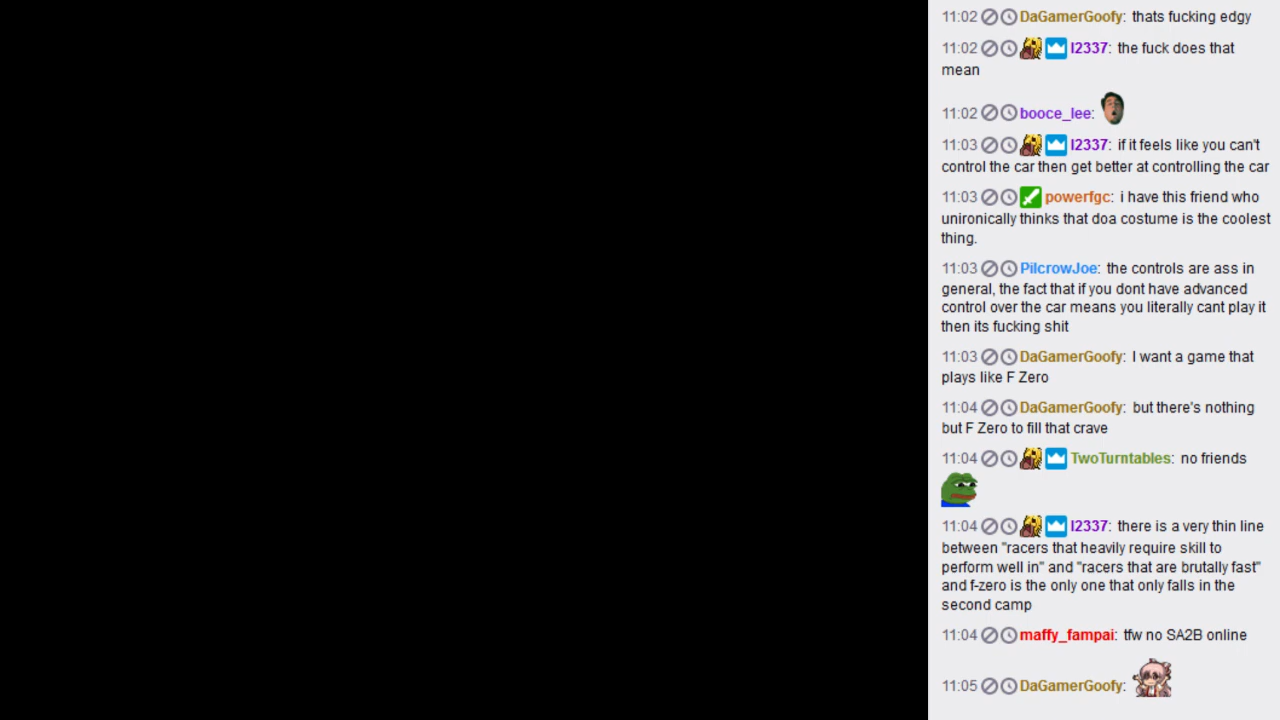 11:02 DaGamerGoofy: thats fucking edgy
11:02 l2337: the fuck does that
mean
11:02 booce_lee:
11:03 l2337: if it feels like you can't
control the car then get better at controlling the car
11:03 powerfgc: i have this friend who
unironically thinks that doa costume is the coolest
thing.
11:03 PilcrowJoe: the controls are ass in
general, the fact that if you dont have advanced
control over the car means you literally cant play it
then its fucking shit
11:03 DaGamerGoofy: I want a game that
plays like F Zero
11:04 DaGamerGoofy: but there's nothing
but F Zero to fill that crave
11:04 TwoTurntables: no friends
11:04 l2337: there is a very thin line
between "racers that heavily require skill to
perform well in" and "racers that are brutally fast"
and f-zero is the only one that only falls in the
second camp
11:04 maffy_fampai: tfw no SA2B online
11:05 DaGamerGoofy: